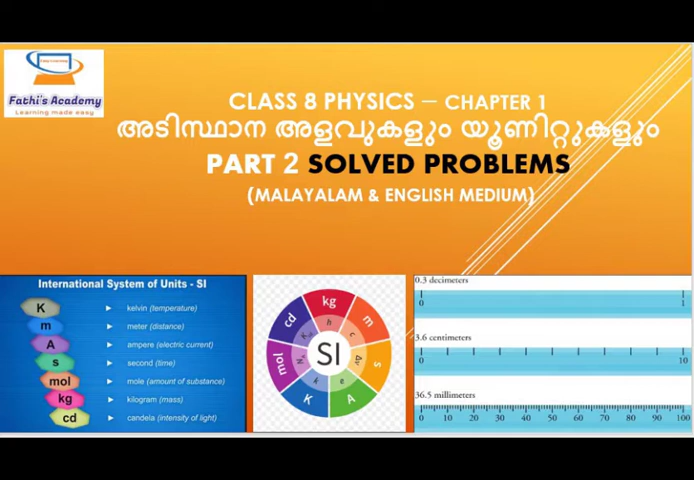 Fathi's Academy
Learning made easy
CLASS 8 PHYSICS – CHAPTER 1
അടിസ്ഥാന അളവുകളും യൂണിറ്റുകളും
PART 2 SOLVED PROBLEMS
(MALAYALAM & ENGLISH MEDIUM)
International System of Units - SI
K ► kelvin (temperature)
m ► meter (distance)
A ► ampere (electric current)
s ► second (time)
mol ► mole (amount of substance)
kg ► kilogram (mass)
cd ► candela (intensity of light)
kg
m
s
A
K
mol
cd
h
c
Δν
e
k
SI
0.3 decimeters
0 1
3.6 centimeters
0 10
36.5 millimeters
0 10 20 30 40 50 60 70 80 90 100